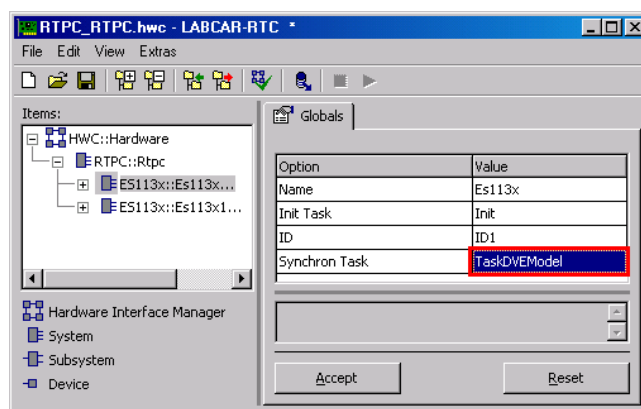 RTPC_RTPC.hwc - LABCAR-RTC *
File Edit View Extras
Items:
HWC::Hardware
RTPC::Rtpc
ES113x::Es113x...
ES113x::Es113x1...
Hardware Interface Manager
System
Subsystem
Device
Globals
Option Value
Name Es113x
Init Task Init
ID ID1
Synchron Task TaskDVEModel
Accept Reset